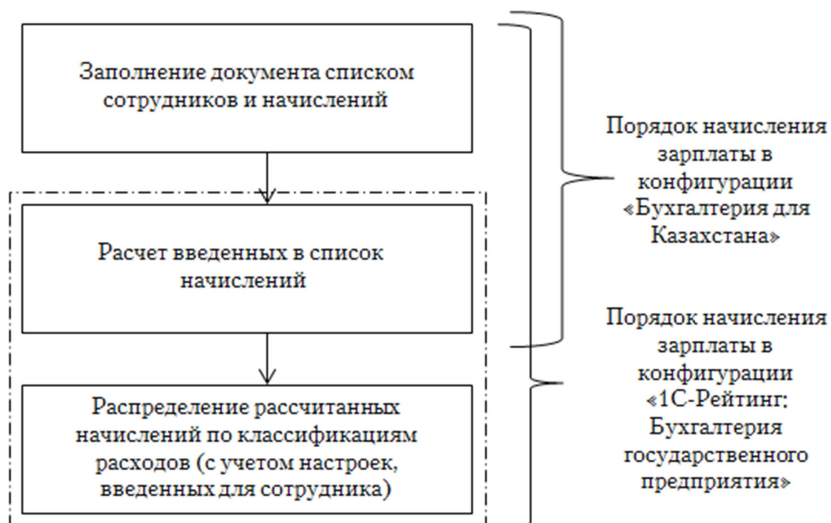 Заполнение документа списком
сотрудников и начислений
Расчет введенных в список
начислений
Распределение рассчитанных
начислений по классификациям
расходов (с учетом настроек,
введенных для сотрудника)
Порядок начисления
зарплаты в
конфигурации
«Бухгалтерия для
Казахстана»
Порядок начисления
зарплаты в
конфигурации
«1С-Рейтинг:
Бухгалтерия
государственного
предприятия»